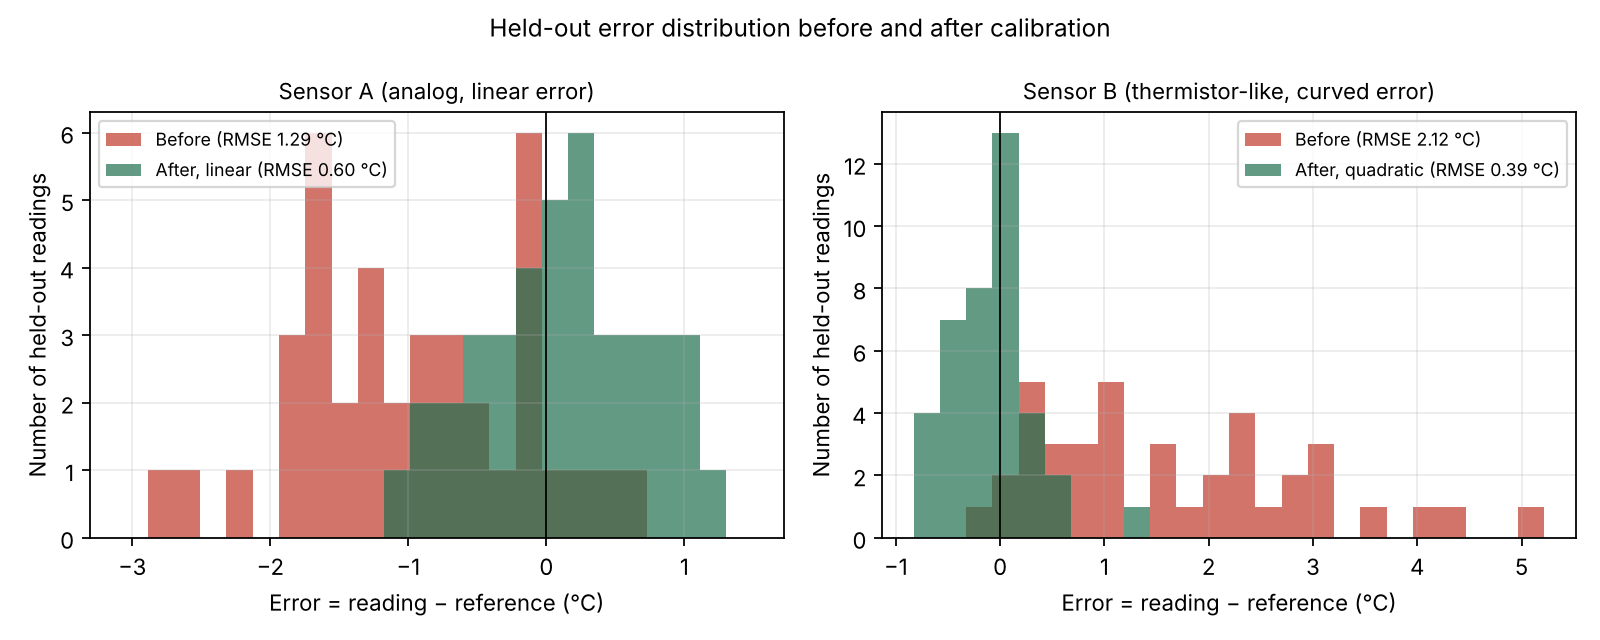 Held-out error distribution before and after calibration
Sensor A (analog, linear error)
Before (RMSE 1.29 °C)
After, linear (RMSE 0.60 °C)
Number of held-out readings
6
5
4
3
2
1
0
−3
−2
−1
0
1
Error = reading − reference (°C)
Sensor B (thermistor-like, curved error)
Before (RMSE 2.12 °C)
After, quadratic (RMSE 0.39 °C)
Number of held-out readings
12
10
8
6
4
2
0
−1
0
1
2
3
4
5
Error = reading − reference (°C)